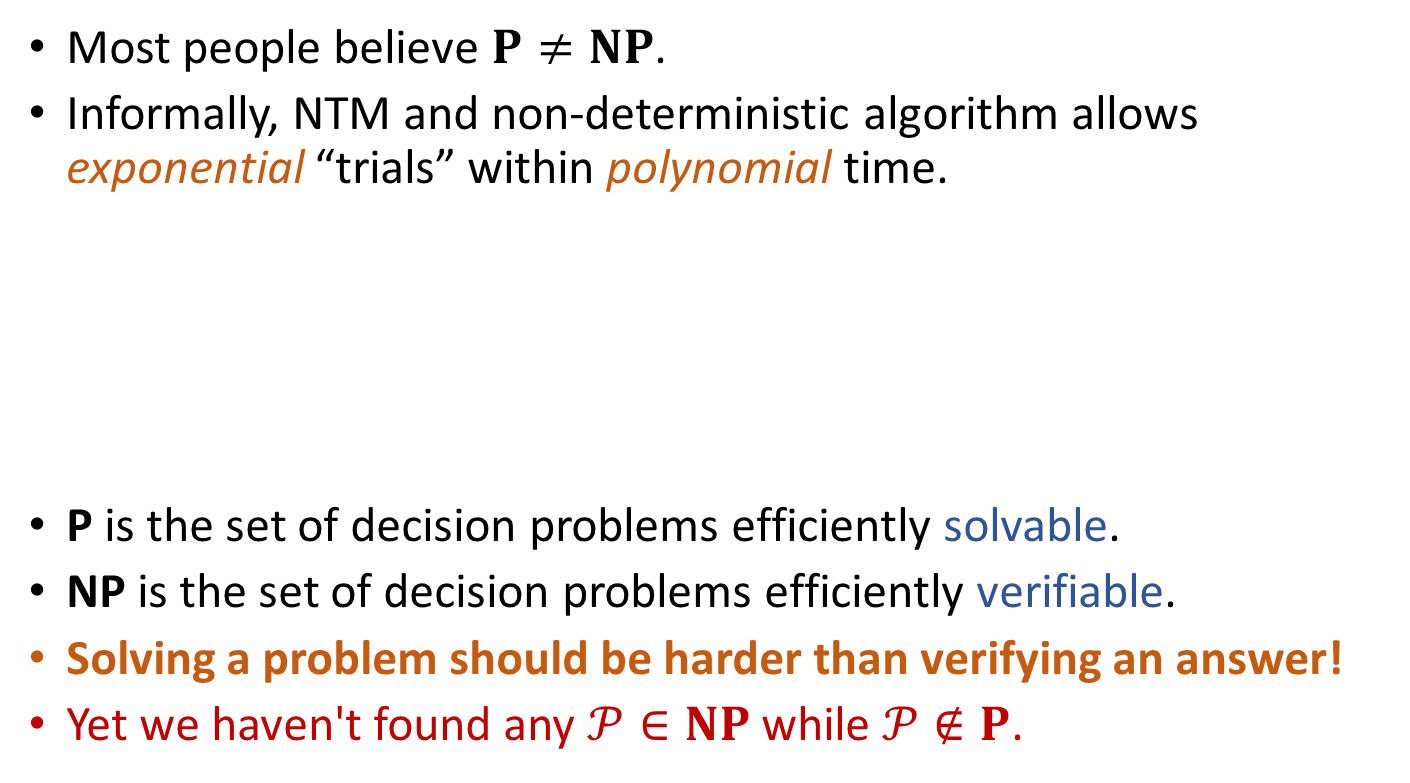 • Most people believe 𝐏 ≠ 𝐍𝐏.
• Informally, NTM and non-deterministic algorithm allows
exponential “trials” within polynomial time.
• P is the set of decision problems efficiently solvable.
• NP is the set of decision problems efficiently verifiable.
• Solving a problem should be harder than verifying an answer!
• Yet we haven't found any 𝒫 ∈ 𝐍𝐏 while 𝒫 ∉ 𝐏.